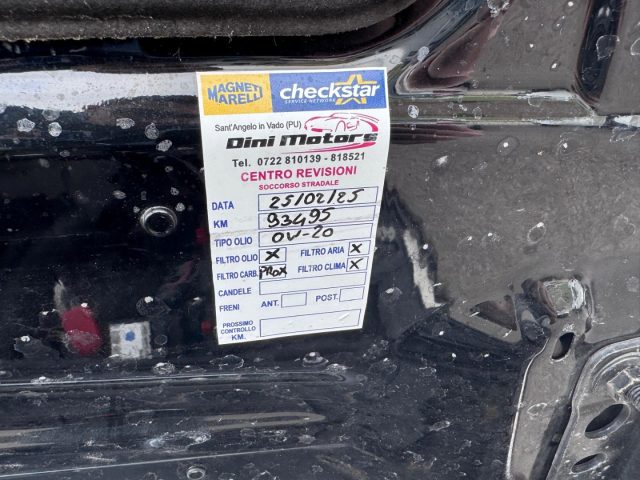 MAGNETI MARELLI
checkstar
SERVICE NETWORK
Sant'Angelo in Vado (PU)
Dini Motors
Tel. 0722 810139 - 818521
CENTRO REVISIONI
SOCCORSO STRADALE
DATA 25/02/25
KM 93495
TIPO OLIO 0W-20
FILTRO OLIO X FILTRO ARIA X
FILTRO CARB. PROX FILTRO CLIMA X
CANDELE
FRENI ANT. POST.
PROSSIMO
CONTROLLO
KM.